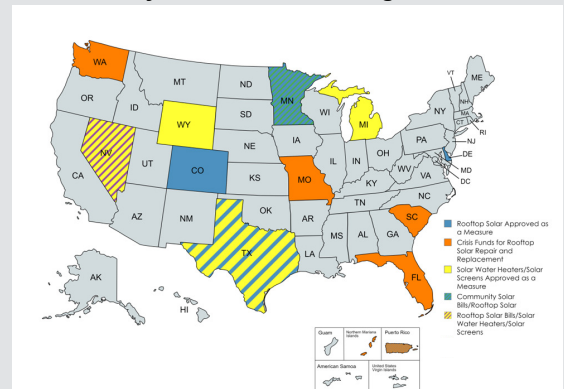 WA
MT
ND
MN
OR
ID
SD
WY
WI
MI
VT
ME
NH
NY
MA
CT
RI
NV
UT
CO
NE
IA
IL
IN
OH
PA
NJ
DE
MD
DC
CA
KS
MO
KY
WV
VA
AZ
NM
OK
AR
TN
NC
SC
TX
LA
MS
AL
GA
FL
AK
HI
Rooftop Solar Approved as
a Measure
Crisis Funds for Rooftop
Solar Repair and
Replacement
Solar Water Heaters/Solar
Screens Approved as a
Measure
Community Solar
Bills/Rooftop Solar
Rooftop Solar Bills/Solar
Water Heaters/Solar
Screens
Guam
Northern Mariana
Islands
Puerto Rico
American Samoa
United States
Virgin Islands